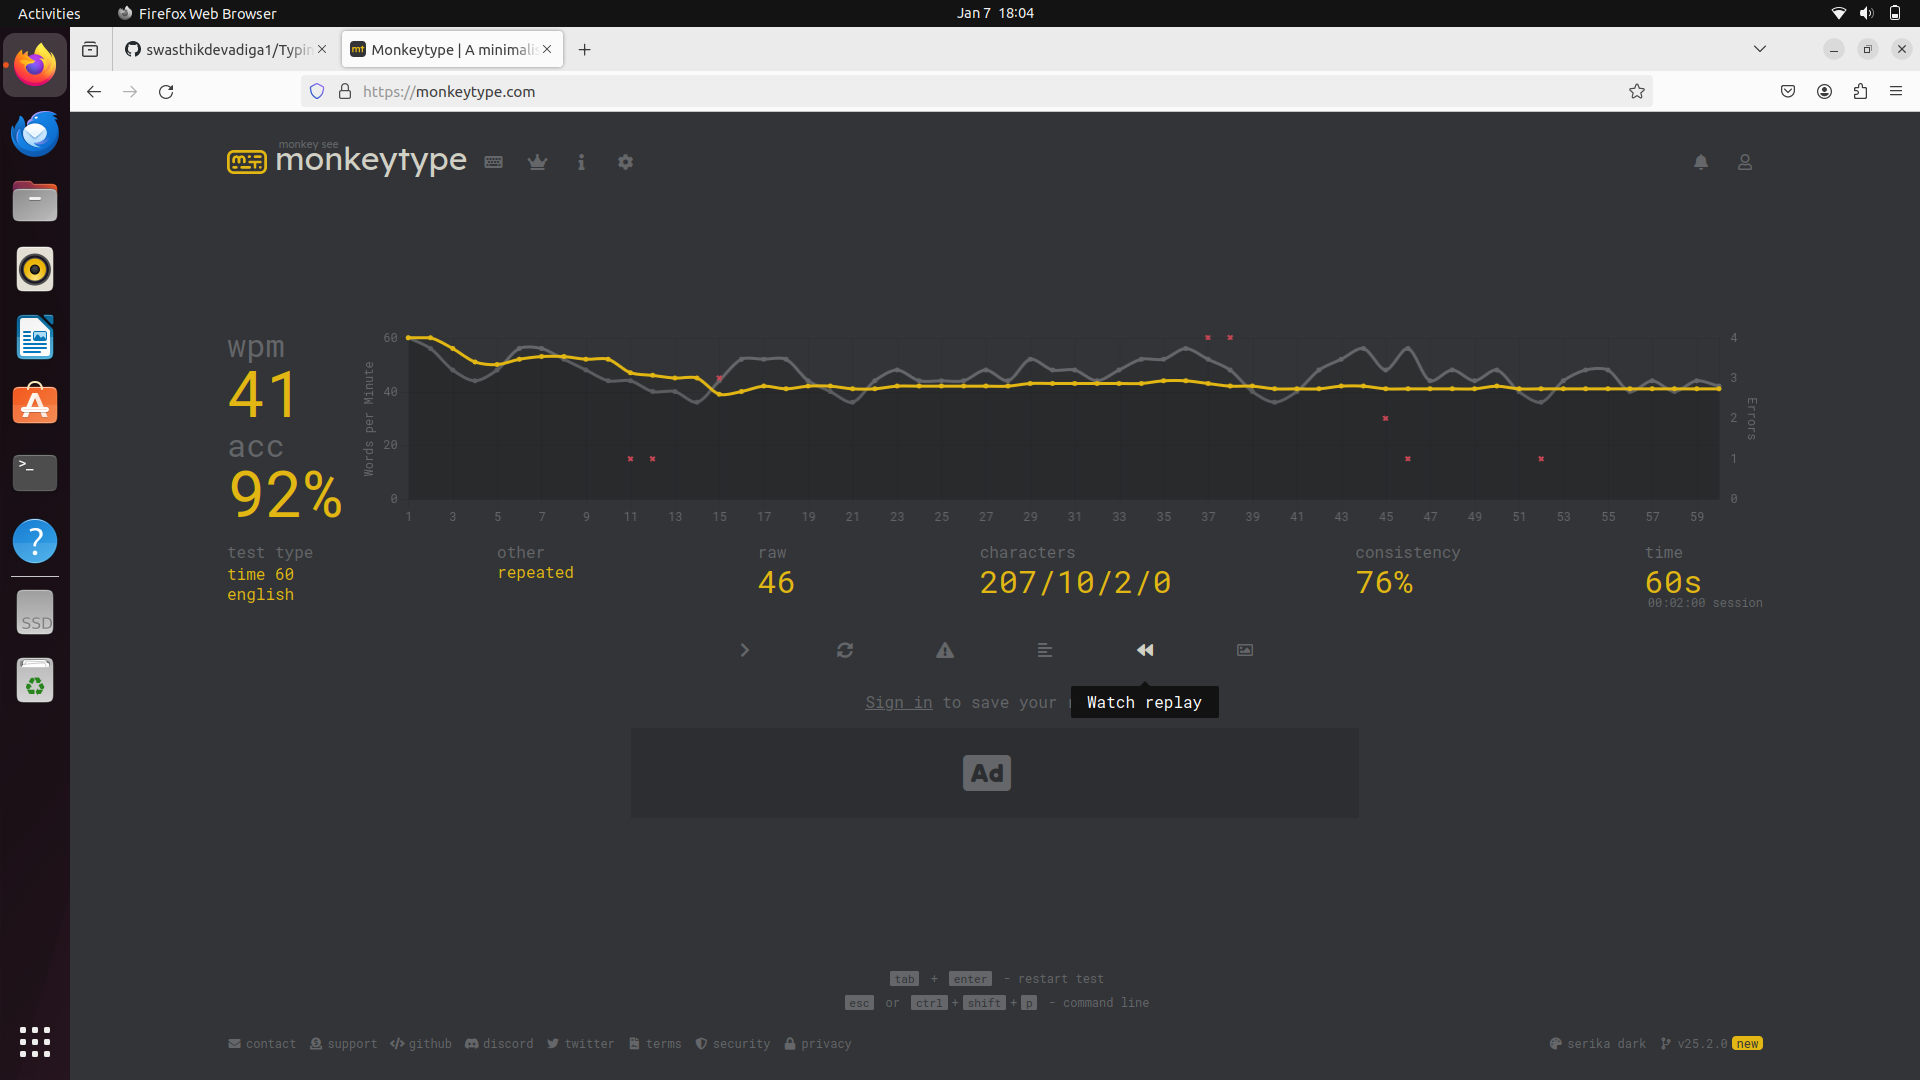 Activities
Firefox Web Browser
Jan 7 18:04
swasthikdevadiga1/Typin
Monkeytype | A minimalis
https://monkeytype.com
monkey see
monkeytype
wpm
41
acc
92%
Words per Minute
60
40
20
0
4
3
2
1
0
Errors
1 3 5 7 9 11 13 15 17 19 21 23 25 27 29 31 33 35 37 39 41 43 45 47 49 51 53 55 57 59
test type
time 60
english
other
repeated
raw
46
characters
207/10/2/0
consistency
76%
time
60s
00:02:00 session
Sign in to save your
Watch replay
Ad
tab + enter - restart test
esc or ctrl + shift + p - command line
contact support github discord twitter terms security privacy
serika dark v25.2.0 new
SSD